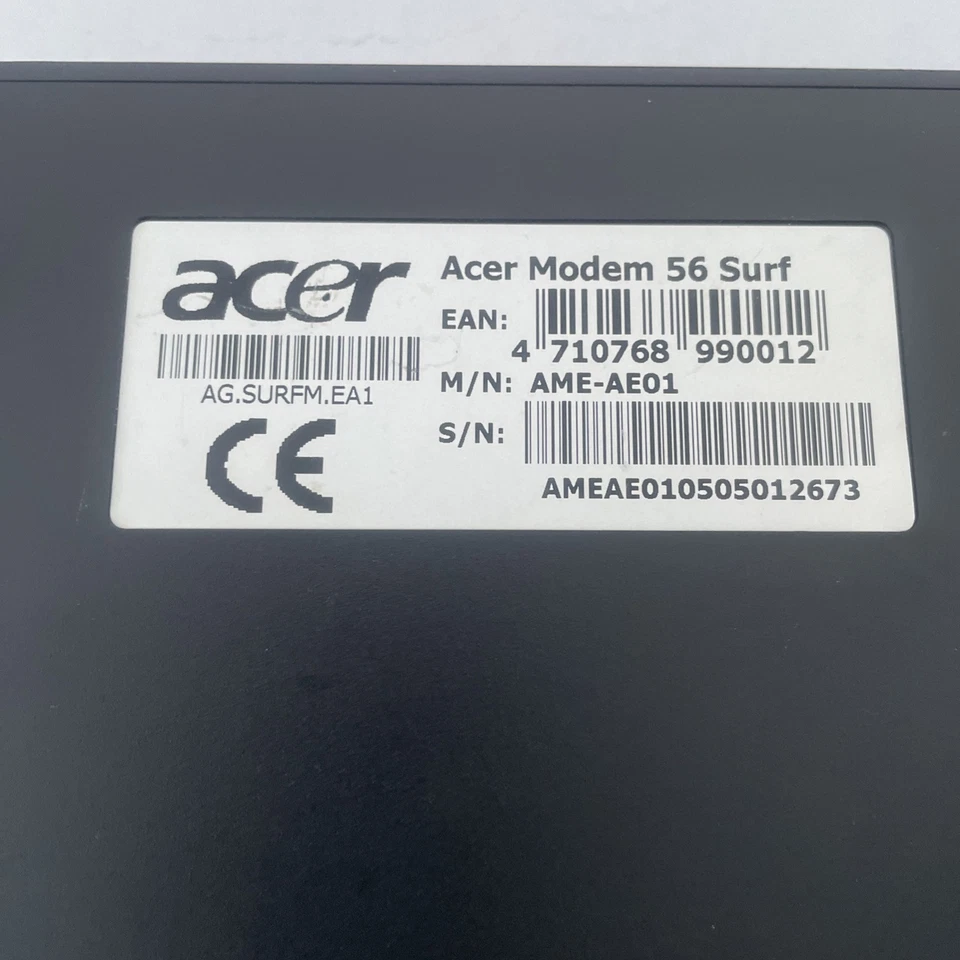 acer
AG.SURFM.EA1
CE
Acer Modem 56 Surf
EAN:
4 710768 990012
M/N: AME-AE01
S/N:
AMEAE010505012673